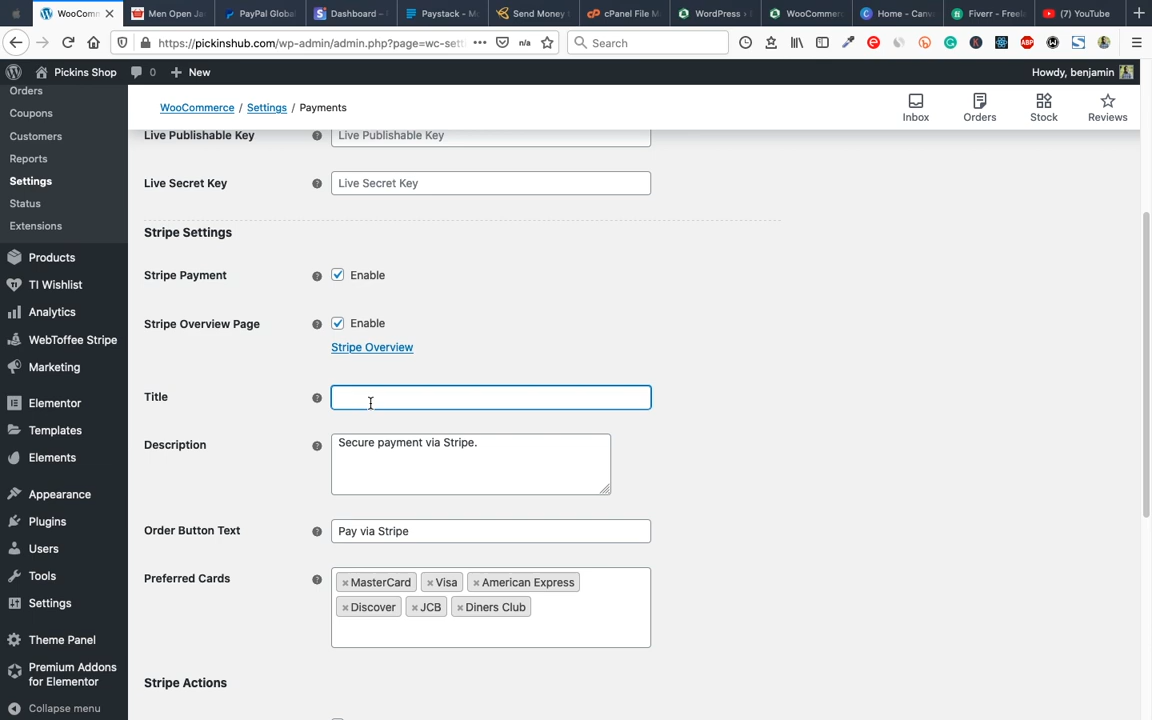 WooComm
Men Open Ja
PayPal Global
Dashboard –
Paystack - M
Send Money
cPanel File M
WordPress ›
WooCommer
Home - Canv
Fiverr - Freela
(7) YouTube
https://pickinshub.com/wp-admin/admin.php?page=wc-sett
n/a
Search
ABP
Pickins Shop
0
New
Howdy, benjamin
Orders
Coupons
Customers
Reports
Settings
Status
Extensions
Products
TI Wishlist
Analytics
WebToffee Stripe
Marketing
Elementor
Templates
Elements
Appearance
Plugins
Users
Tools
Settings
Theme Panel
Premium Addons
for Elementor
Collapse menu
WooCommerce / Settings / Payments
Inbox
Orders
Stock
Reviews
Live Publishable Key
Live Publishable Key
Live Secret Key
Live Secret Key
Stripe Settings
Stripe Payment
Enable
Stripe Overview Page
Enable
Stripe Overview
Title
Description
Secure payment via Stripe.
Order Button Text
Pay via Stripe
Preferred Cards
× MasterCard × Visa × American Express
× Discover × JCB × Diners Club
Stripe Actions